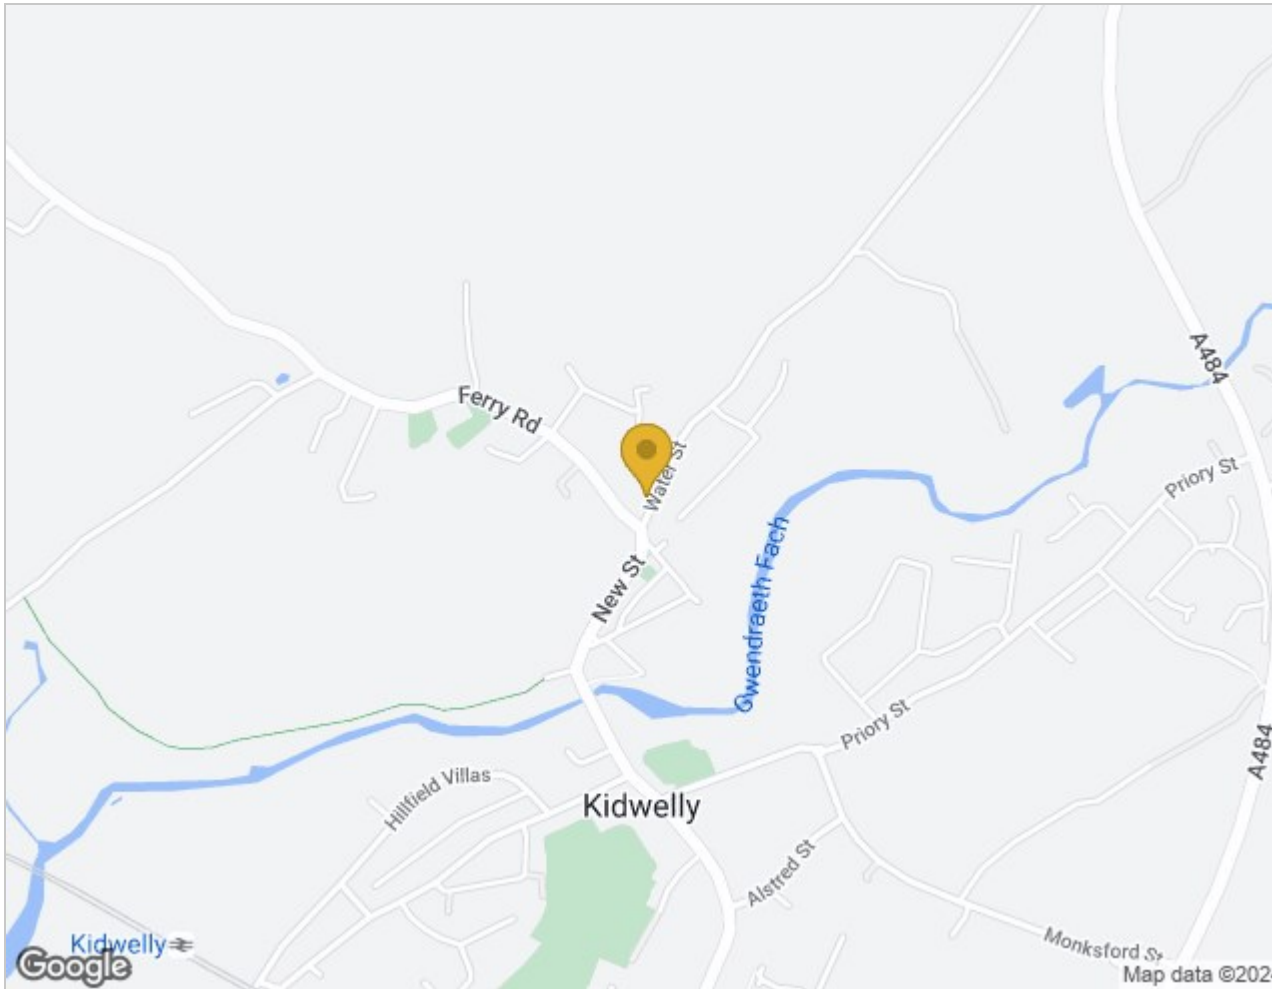 A484
Ferry Rd
Water St
Priory St
New St
Gwendraeth Fach
Priory St
A484
Hillfield Villas
Kidwelly
Alstred St
Kidwelly
Monksford St
Google
Map data ©2024